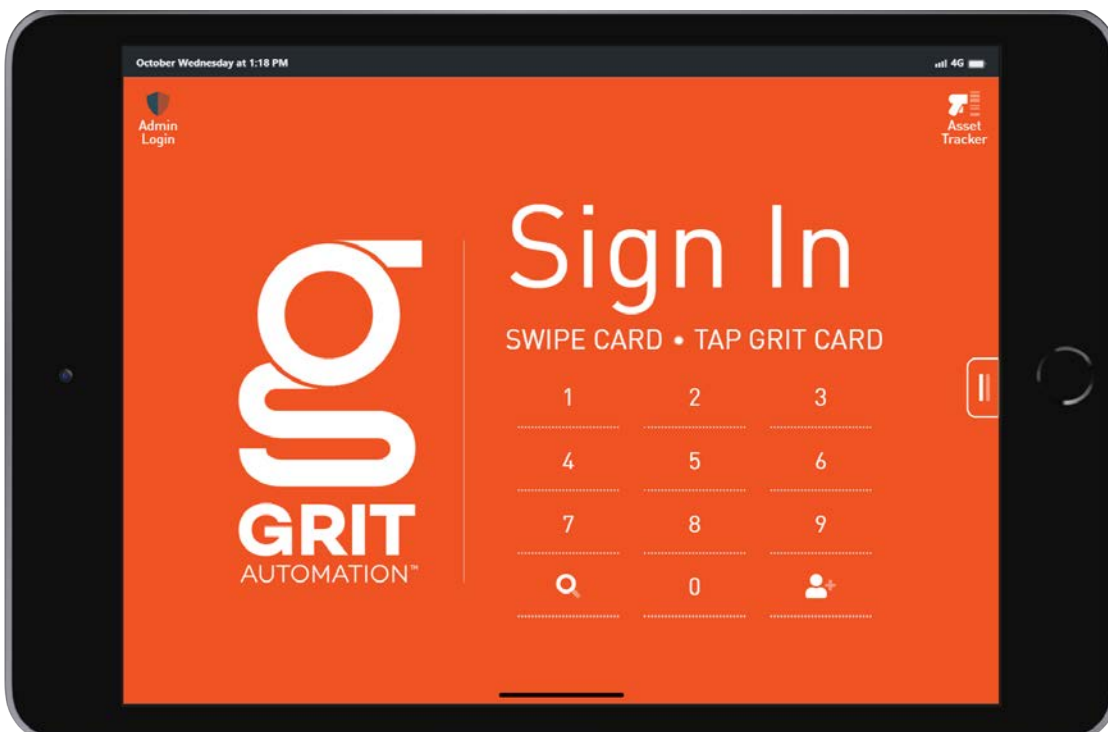 October Wednesday at 1:18 PM
4G
Admin
Login
Asset
Tracker
Sign In
SWIPE CARD • TAP GRIT CARD
1 2 3
4 5 6
7 8 9
0
GRIT
AUTOMATION™